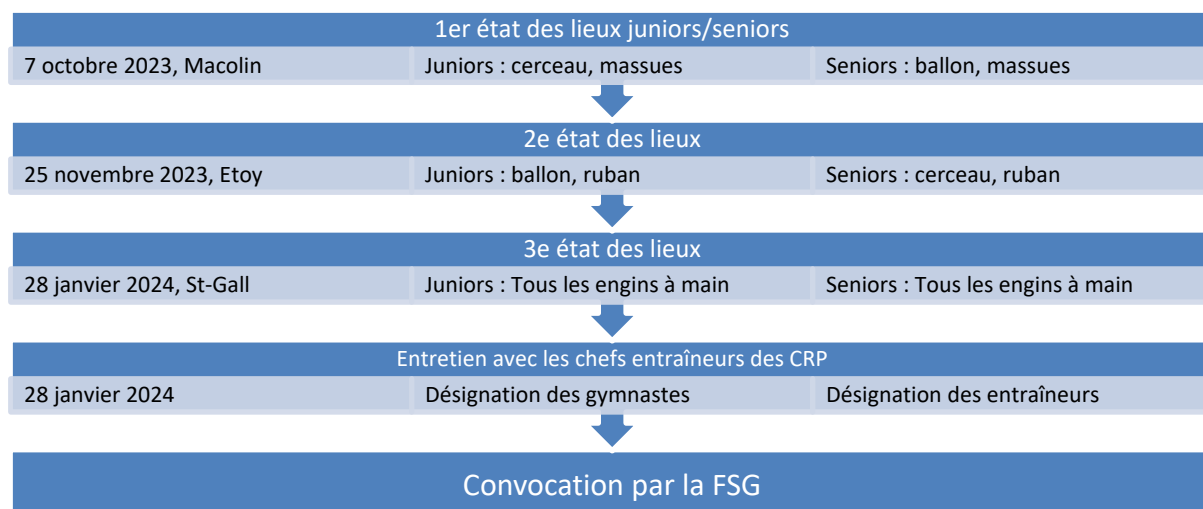 1er état des lieux juniors/seniors
7 octobre 2023, Macolin Juniors : cerceau, massues Seniors : ballon, massues
2e état des lieux
25 novembre 2023, Etoy Juniors : ballon, ruban Seniors : cerceau, ruban
3e état des lieux
28 janvier 2024, St-Gall Juniors : Tous les engins à main Seniors : Tous les engins à main
Entretien avec les chefs entraîneurs des CRP
28 janvier 2024 Désignation des gymnastes Désignation des entraîneurs
Convocation par la FSG